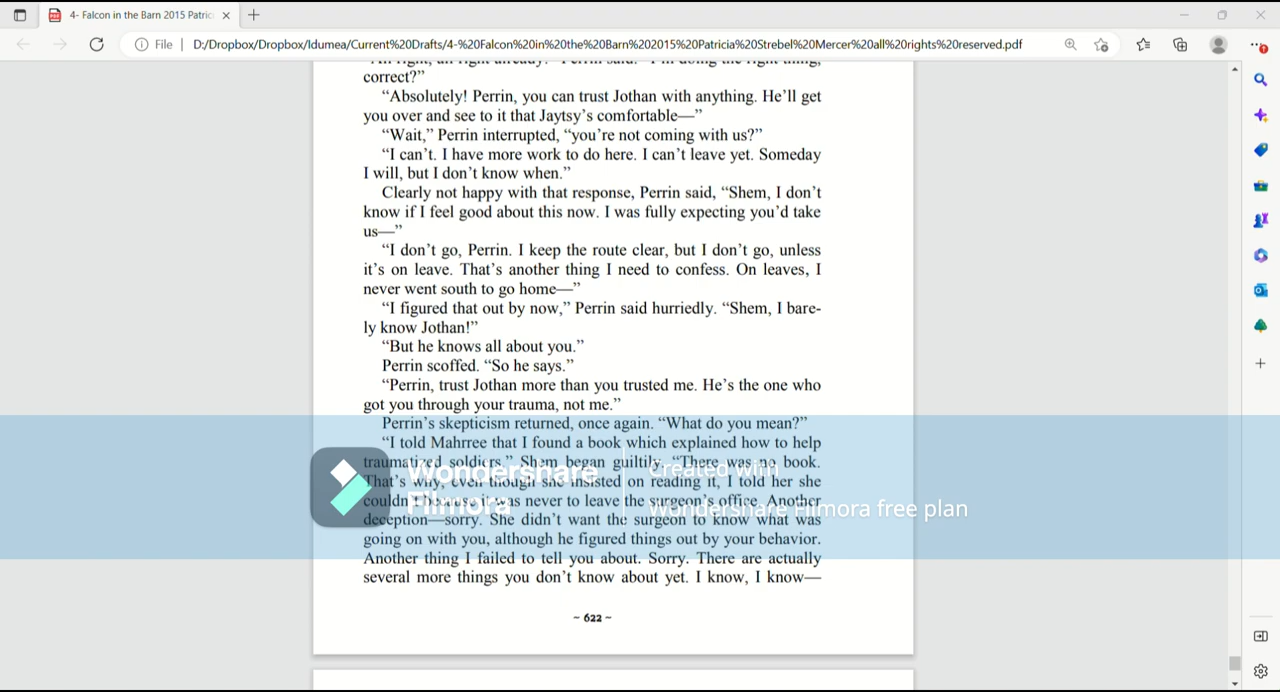 4- Falcon in the Barn 2015 Patric
File
D:/Dropbox/Dropbox/Idumea/Current%20Drafts/4-%20Falcon%20in%20the%20Barn%202015%20Patricia%20Strebel%20Mercer%20all%20rights%20reserved.pdf
correct?”
“Absolutely! Perrin, you can trust Jothan with anything. He’ll get
you over and see to it that Jaytsy’s comfortable—”
“Wait,” Perrin interrupted, “you’re not coming with us?”
“I can’t. I have more work to do here. I can’t leave yet. Someday
I will, but I don’t know when.”
Clearly not happy with that response, Perrin said, “Shem, I don’t
know if I feel good about this now. I was fully expecting you’d take
us—”
“I don’t go, Perrin. I keep the route clear, but I don’t go, unless
it’s on leave. That’s another thing I need to confess. On leaves, I
never went south to go home—”
“I figured that out by now,” Perrin said hurriedly. “Shem, I bare-
ly know Jothan!”
“But he knows all about you.”
Perrin scoffed. “So he says.”
“Perrin, trust Jothan more than you trusted me. He’s the one who
got you through your trauma, not me.”
Perrin’s skepticism returned, once again. “What do you mean?”
“I told Mahrree that I found a book which explained how to help
traumatized soldiers.” Shem began guiltily. “There was no book.
That’s why, even though she insisted on reading it, I told her she
couldn’t because it was never to leave the surgeon’s office. Another
deception—sorry. She didn’t want the surgeon to know what was
going on with you, although he figured things out by your behavior.
Another thing I failed to tell you about. Sorry. There are actually
several more things you don’t know about yet. I know, I know—
~ 622 ~
Wondershare
Filmora
Created with
Wondershare Filmora free plan